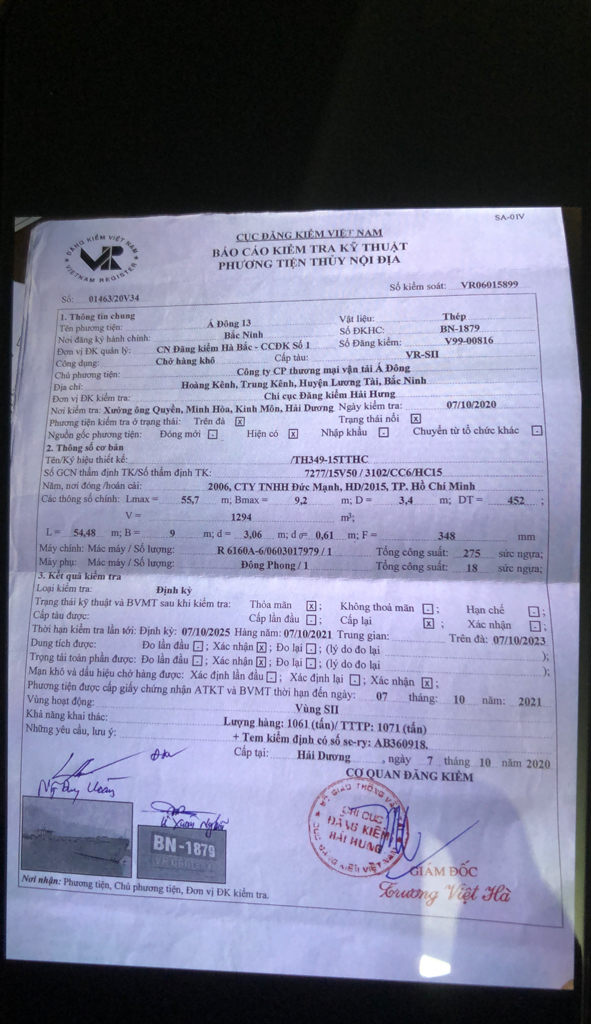 SA-01V
ĐĂNG KIỂM VIỆT NAM
VR
VIETNAM REGISTER
CỤC ĐĂNG KIỂM VIỆT NAM
BÁO CÁO KIỂM TRA KỸ THUẬT
PHƯƠNG TIỆN THỦY NỘI ĐỊA
Số kiểm soát: VR06015899
Số: 01463/20V34
1. Thông tin chung
Tên phương tiện: Á Đông 13 Vật liệu: Thép
Nơi đăng ký hành chính: Bắc Ninh Số ĐKHC: BN-1879
Đơn vị ĐK quản lý: CN Đăng kiểm Hà Bắc - CCĐK Số 1 Số Đăng kiểm: V99-00816
Công dụng: Chở hàng khô Cấp tàu: VR-SII
Chủ phương tiện: Công ty CP thương mại vận tải Á Đông
Địa chỉ: Hoàng Kênh, Trung Kênh, Huyện Lương Tài, Bắc Ninh
Đơn vị ĐK kiểm tra: Chi cục Đăng kiểm Hải Hưng
Nơi kiểm tra: Xưởng ông Quyền, Minh Hòa, Kinh Môn, Hải Dương Ngày kiểm tra: 07/10/2020
Phương tiện kiểm tra ở trạng thái: Trên đà x Trạng thái nổi x
Nguồn gốc phương tiện: Đóng mới - Hiện có x Nhập khẩu - Chuyển từ tổ chức khác -
2. Thông số cơ bản
Tên/Ký hiệu thiết kế: /TH349-15TTHC
Số GCN thẩm định TK/Số thẩm định TK: 7277/15V50 / 3102/CC6/HC15
Năm, nơi đóng/hoán cải: 2006, CTY TNHH Đức Mạnh, HD/2015, TP. Hồ Chí Minh
Các thông số chính: Lmax = 55,7 m; Bmax = 9,2 m; D = 3,4 m; DT = 452 ;
V = 1294 m³;
L = 54,48 m; B = 9 m; d = 3,06 m; d₀= 0,61 m; F = 348 mm
Máy chính: Mác máy / Số lượng: R 6160A-6/0603017979 / 1 Tổng công suất: 275 sức ngựa;
Máy phụ: Mác máy / Số lượng: Đông Phong / 1 Tổng công suất: 18 sức ngựa;
3. Kết quả kiểm tra
Loại kiểm tra: Định kỳ
Trạng thái kỹ thuật và BVMT sau khi kiểm tra: Thỏa mãn x ; Không thoả mãn - ; Hạn chế - ;
Cấp tàu được: Cấp lần đầu - ; Cấp lại x ; Xác nhận - ;
Thời hạn kiểm tra lần tới: Định kỳ: 07/10/2025 Hàng năm: 07/10/2021 Trung gian: Trên đà: 07/10/2023
Dung tích được: Đo lần đầu - ; Xác nhận x ; Đo lại - ; (lý do đo lại );
Trọng tải toàn phần được: Đo lần đầu - ; Xác nhận x ; Đo lại - ; (lý do đo lại );
Mạn khô và dấu hiệu chở hàng được: Xác định lần đầu - ; Xác định lại - ; Xác nhận x ;
Phương tiện được cấp giấy chứng nhận ATKT và BVMT thời hạn đến ngày: 07 tháng 10 năm 2021
Vùng hoạt động: Vùng SII
Khả năng khai thác: Lượng hàng: 1061 (tấn)/ TTTP: 1071 (tấn)
Những yêu cầu, lưu ý: + Tem kiểm định có số se-ry: AB360918.
Cấp tại: Hải Dương , ngày 7 tháng 10 năm 2020
CƠ QUAN ĐĂNG KIỂM
BN-1879
CHI CỤC
ĐĂNG KIỂM
HẢI HƯNG
GIÁM ĐỐC
Trương Việt Hà
Nơi nhận: Phương tiện, Chủ phương tiện, Đơn vị ĐK kiểm tra.